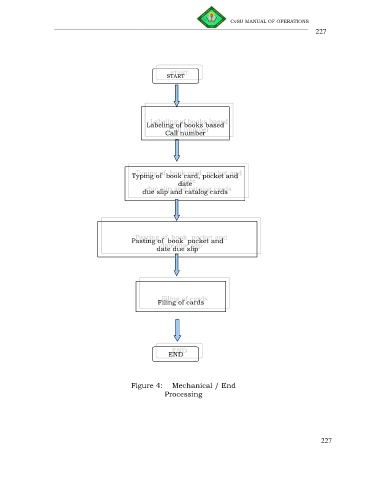 CvSU MANUAL OF OPERATIONS
227
START
Labeling of books based
Call number
Typing of  book card, pocket and
date
due slip and catalog cards
Pasting of  book  pocket and
date due slip
Filing of cards
END
Figure 4:    Mechanical / End
Processing
227